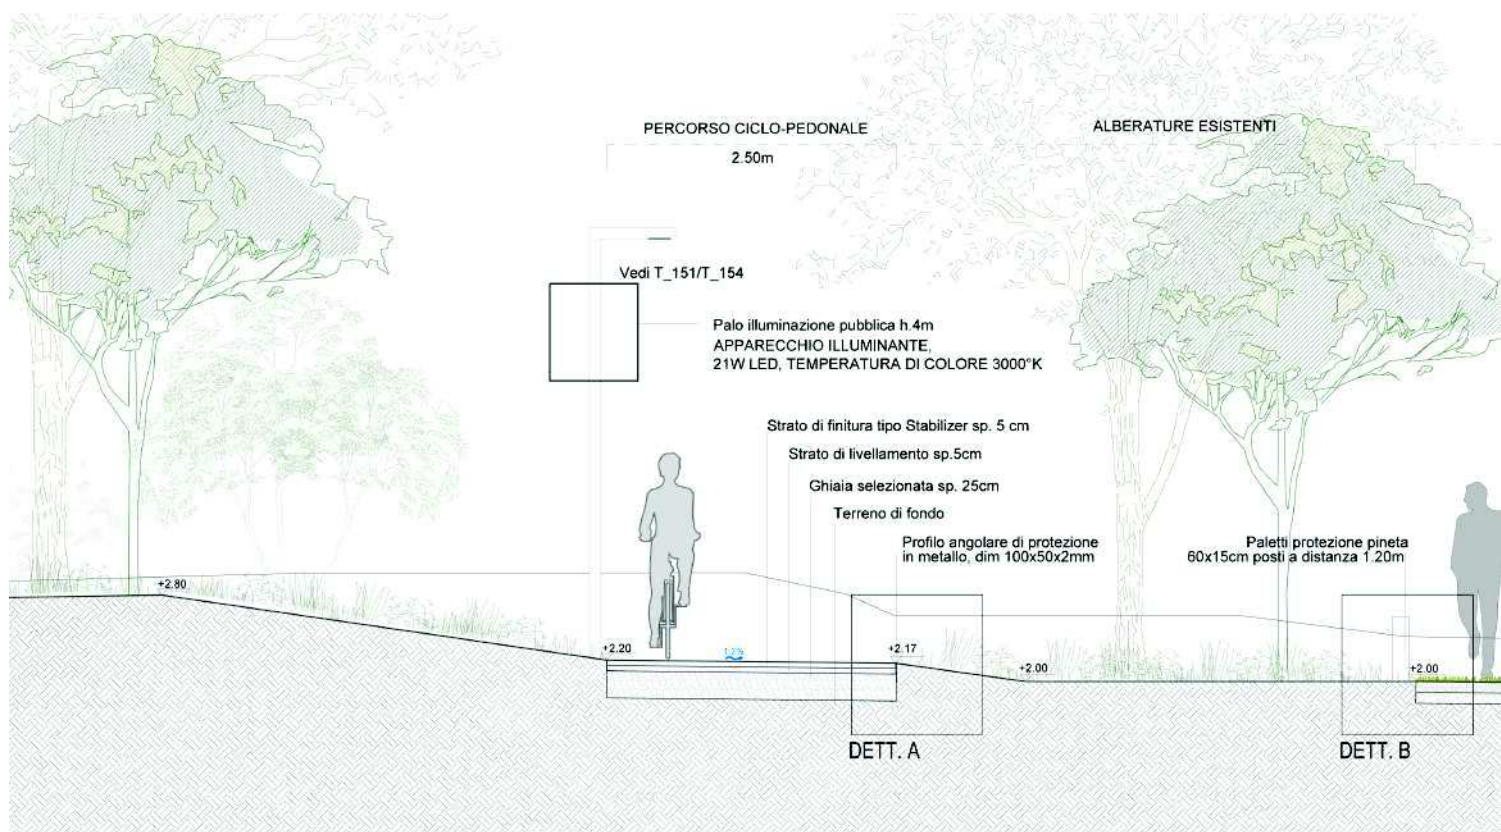 PERCORSO CICLO-PEDONALE
2.50m
ALBERATURE ESISTENTI
Vedi T_151/T_154
Palo illuminazione pubblica h.4m
APPARECCHIO ILLUMINANTE,
21W LED, TEMPERATURA DI COLORE 3000°K
Strato di finitura tipo Stabilizer sp. 5 cm
Strato di livellamento sp.5cm
Ghiaia selezionata sp. 25cm
Terreno di fondo
Profilo angolare di protezione
in metallo, dim 100x50x2mm
Paletti protezione pineta
60x15cm posti a distanza 1.20m
+2.80
+2.20
+2.17
+2.00
+2.00
DETT. A
DETT. B